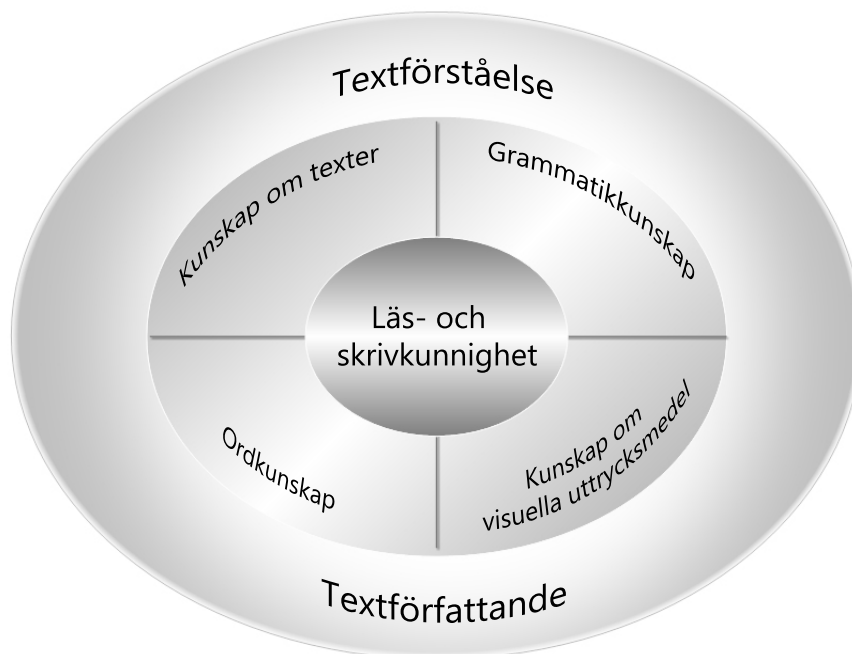 Textförståelse
Kunskap om texter
Grammatikkunskap
Läs- och
skrivkunnighet
Ordkunskap
Kunskap om
visuella uttrycksmedel
Textförfattande